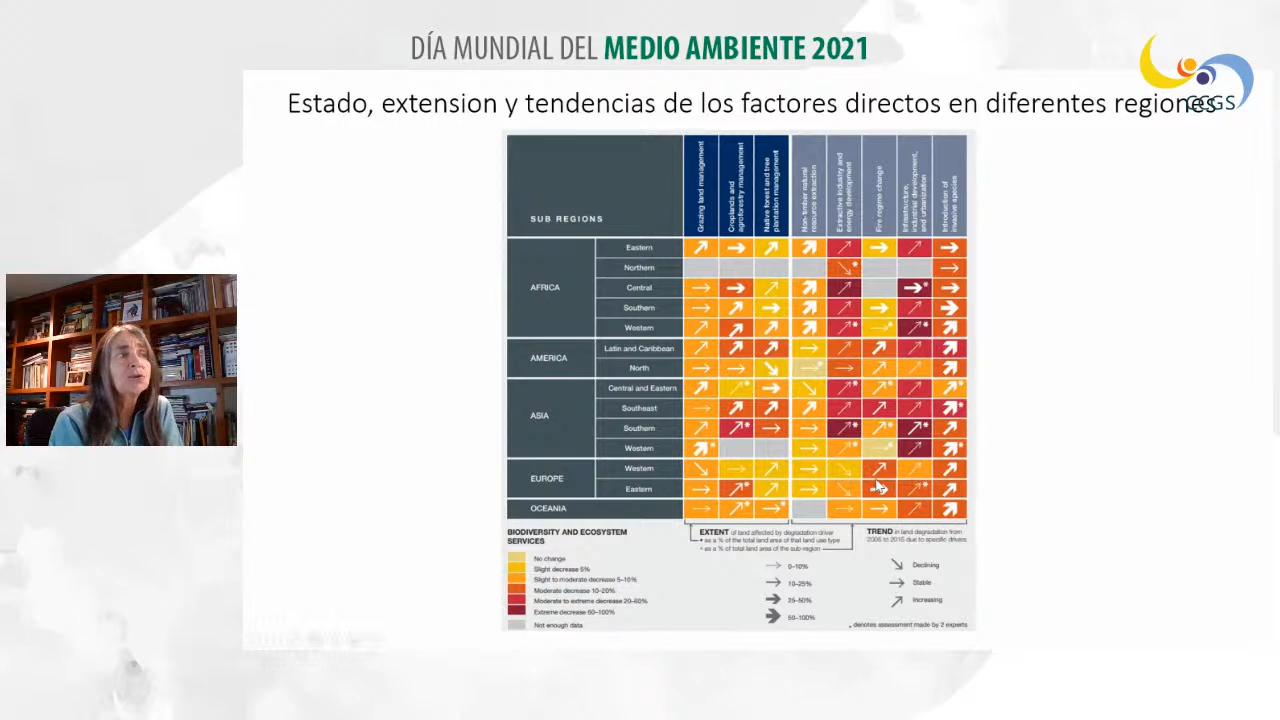 DÍA MUNDIAL DEL MEDIO AMBIENTE 2021
CCGS
Estado, extension y tendencias de los factores directos en diferentes regiones
SUB REGIONS
Grazing land management
Croplands and agroforestry management
Native forest and tree plantation management
Non-timber natural resource extraction
Extractive industry and energy development
Fire regime change
Infrastructure, industrial development, and urbanization
Introduction of invasive species
AFRICA
Eastern
Northern
Central
Southern
Western
AMERICA
Latin and Caribbean
North
ASIA
Central and Eastern
Southeast
Southern
Western
EUROPE
Western
Eastern
OCEANIA
BIODIVERSITY AND ECOSYSTEM
SERVICES
No change
Slight decrease 5%
Slight to moderate decrease 5-10%
Moderate decrease 10-20%
Moderate to extreme decrease 20-60%
Extreme decrease 60-100%
Not enough data
EXTENT of land affected by degradation driver
• as a % of the total land area of that land use type
• as a % of total land area of the sub-region
0-10%
10-25%
25-50%
50-100%
TREND in land degradation from
2005 to 2015 due to specific drivers
Declining
Stable
Increasing
* denotes assessment made by 2 experts